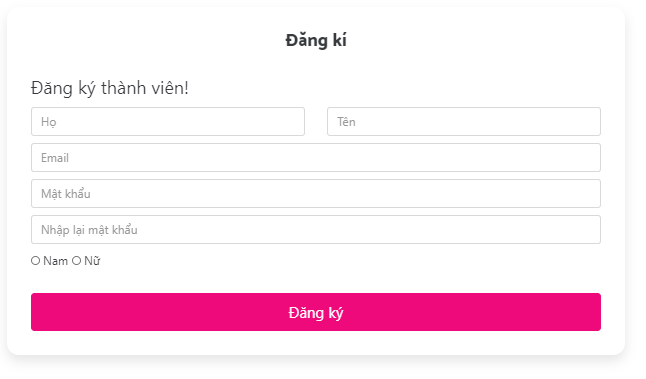 Đăng kí
Đăng ký thành viên!
Họ Tên
Email
Mật khẩu
Nhập lại mật khẩu
Nam Nữ
Đăng ký